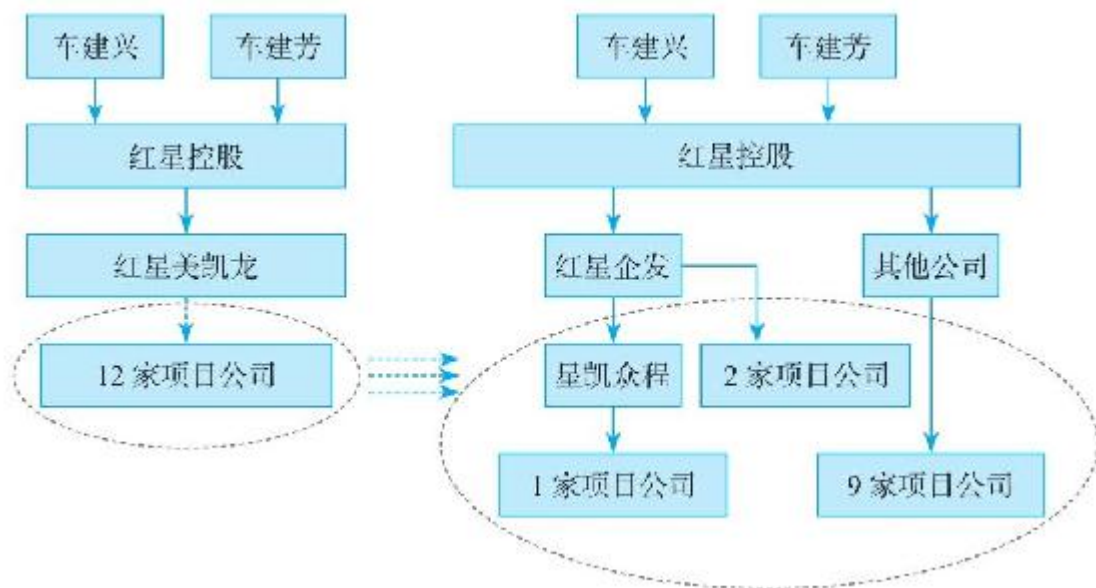 车建兴 车建芳 车建兴 车建芳
红星控股 红星控股
红星美凯龙 红星企发 其他公司
12 家项目公司 星凯众程 2 家项目公司
1 家项目公司 9 家项目公司